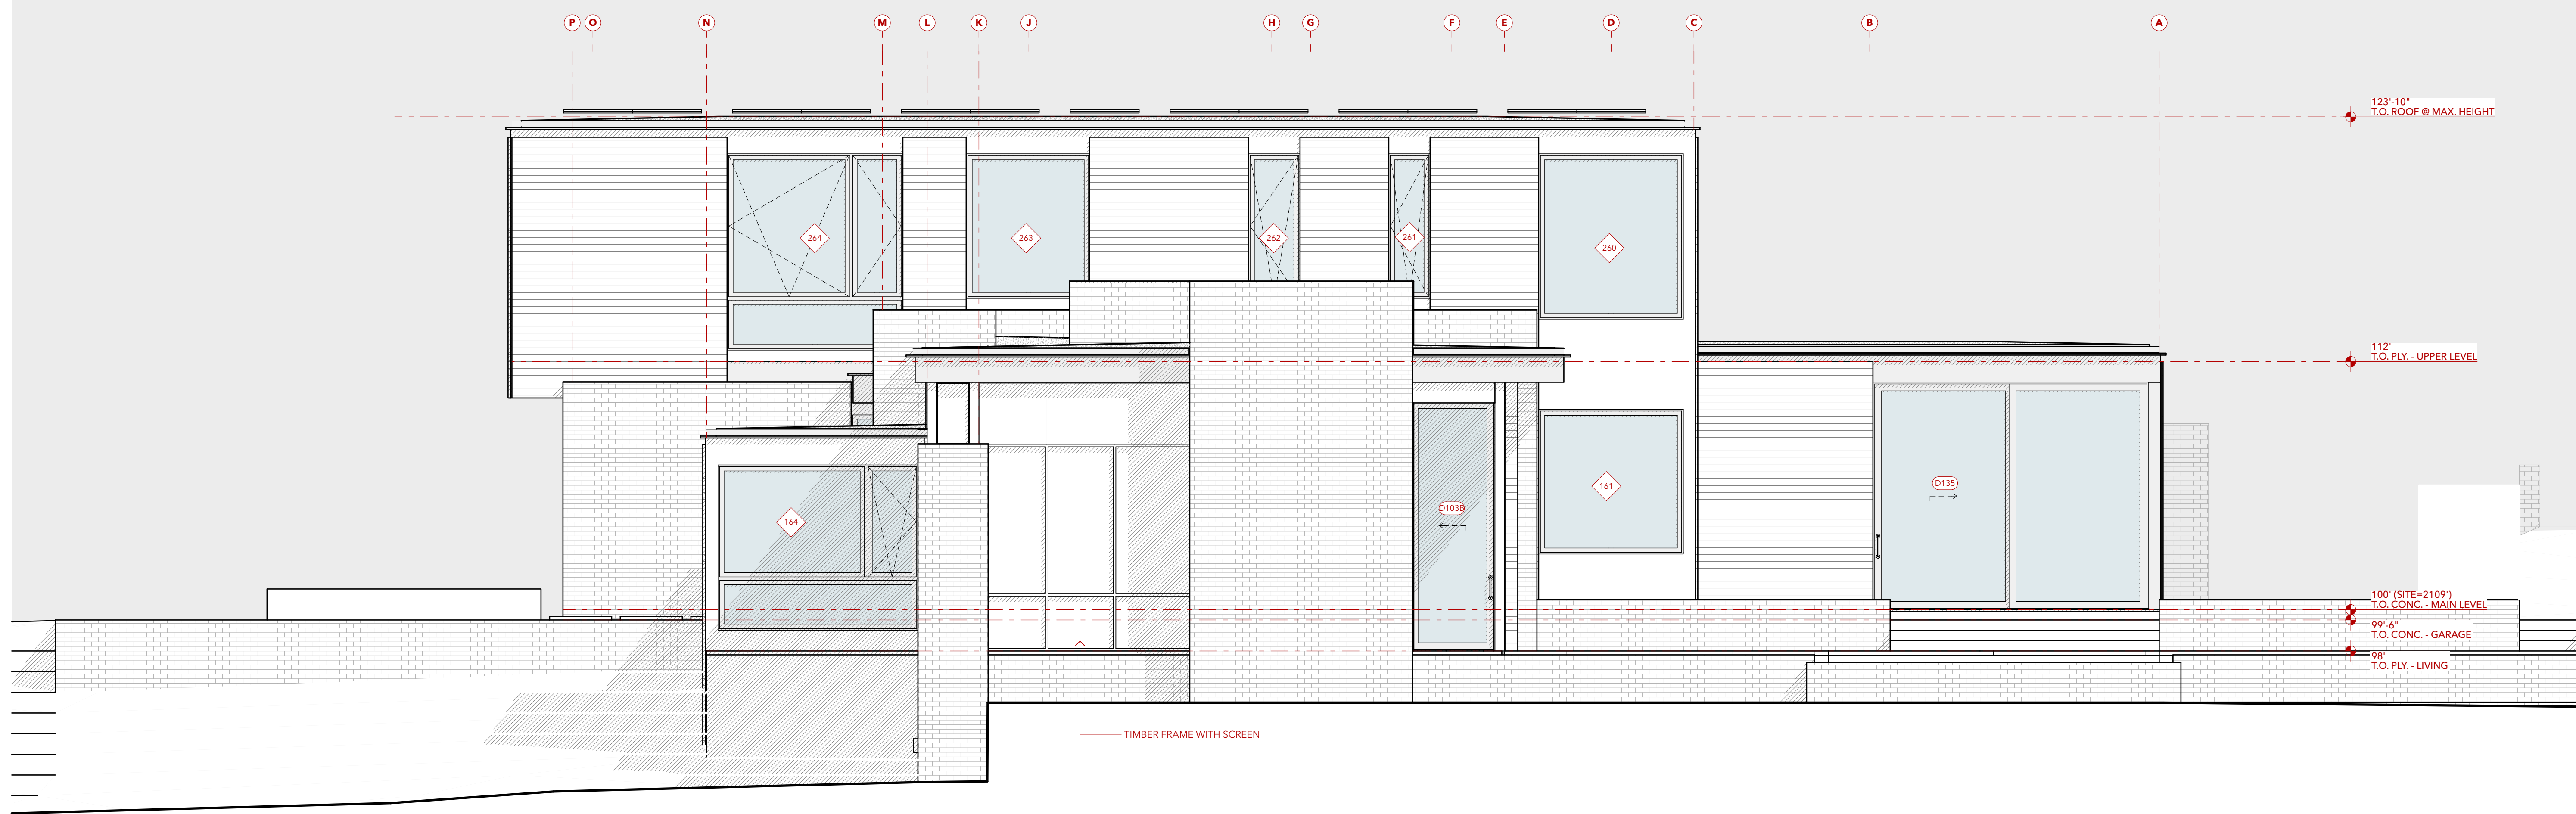 P O N M L K J H G F E D C B A
123'-10"
T.O. ROOF @ MAX. HEIGHT
264
263
262
261
260
112'
T.O. PLY. - UPPER LEVEL
D135
161
D103B
164
100' (SITE=2109')
T.O. CONC. - MAIN LEVEL
99'-6"
T.O. CONC. - GARAGE
98'
T.O. PLY. - LIVING
TIMBER FRAME WITH SCREEN